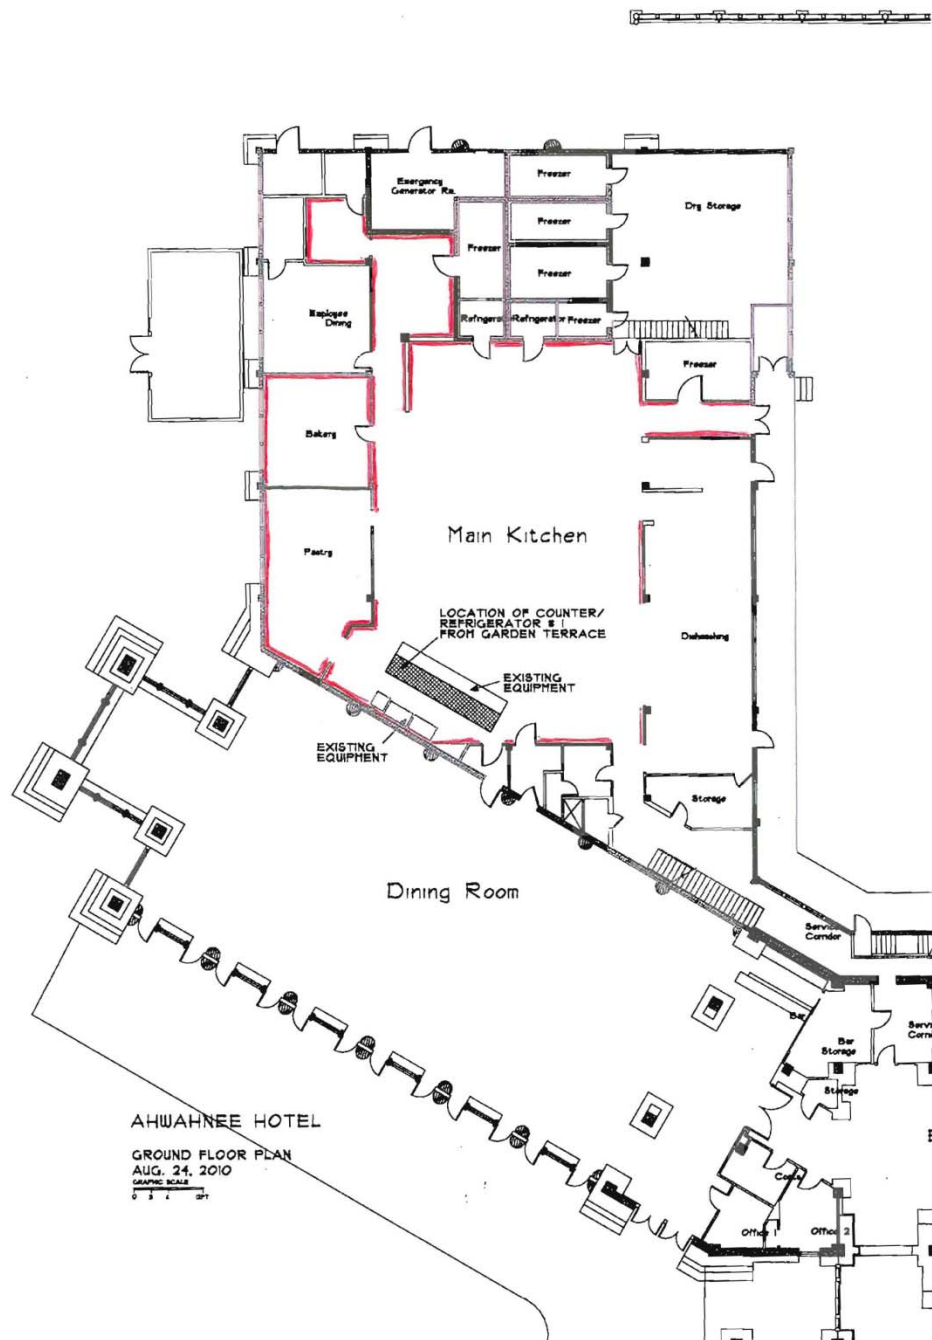 Emergency
Generator Rm.
Freezer
Dry Storage
Freezer
Freezer
Freezer
Employee
Dining
Refrigerator
Refrigerator
Freezer
Freezer
Bakery
Main Kitchen
Pastry
LOCATION OF COUNTER/
REFRIGERATOR # 1
FROM GARDEN TERRACE
Dishwashing
EXISTING
EQUIPMENT
EXISTING
EQUIPMENT
Storage
Dining Room
Service
Corridor
Bar
Bar
Storage
Storage
AHWAHNEE HOTEL
GROUND FLOOR PLAN
AUG. 24, 2010
GRAPHIC SCALE
0
Office 1
Office 2